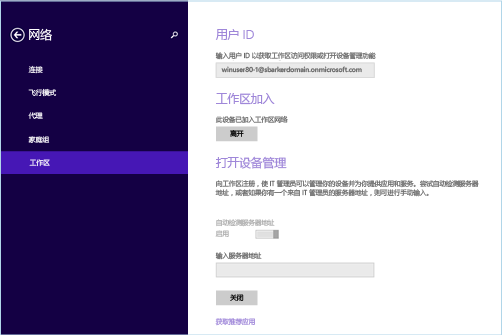 网络
连接
飞行模式
代理
家庭组
工作区
用户 ID
输入用户 ID 以获取工作区访问权限或打开设备管理功能
winuser80-1@sbarkerdomain.onmicrosoft.com
工作区加入
此设备已加入工作区网络
离开
打开设备管理
向工作区注册，使 IT 管理员可以管理你的设备并为你提供应用和服务。尝试自动检测服务器
地址，或者如果你有一个来自 IT 管理员的服务器地址，则可进行手动输入。
自动检测服务器地址
启用
输入服务器地址
关闭
获取推荐应用